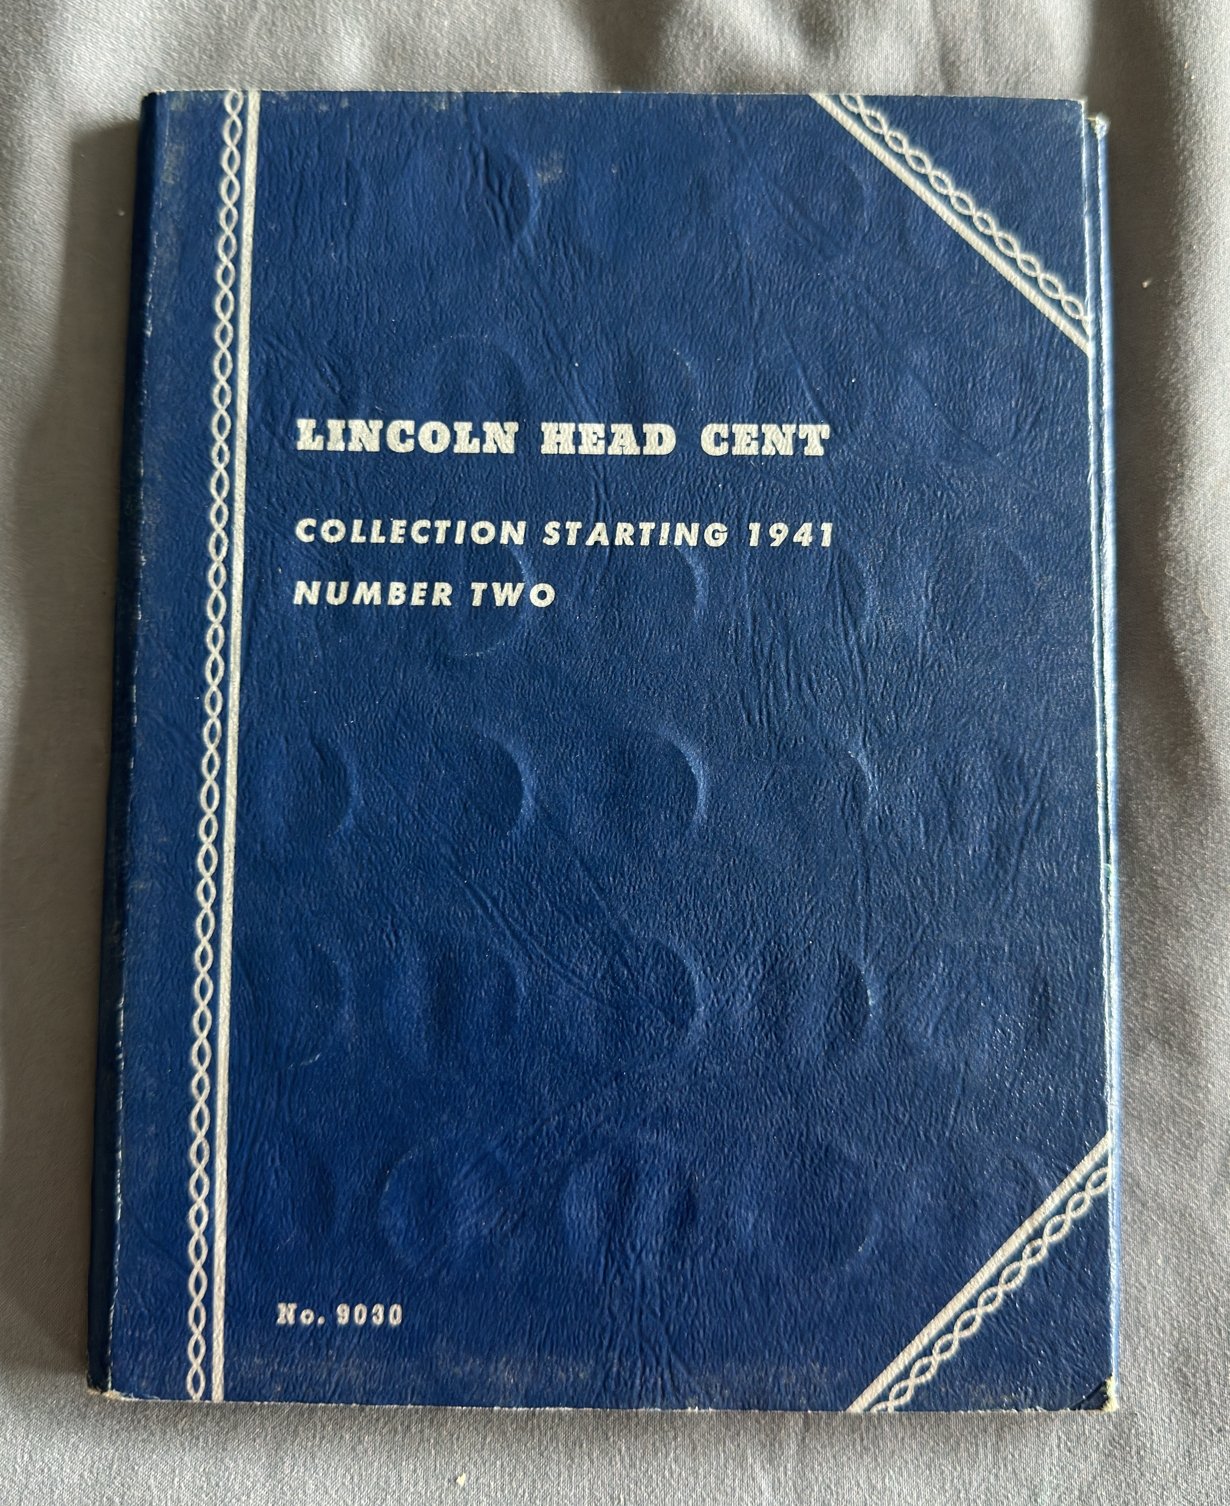 LINCOLN HEAD CENT
COLLECTION STARTING 1941
NUMBER TWO
No. 9030